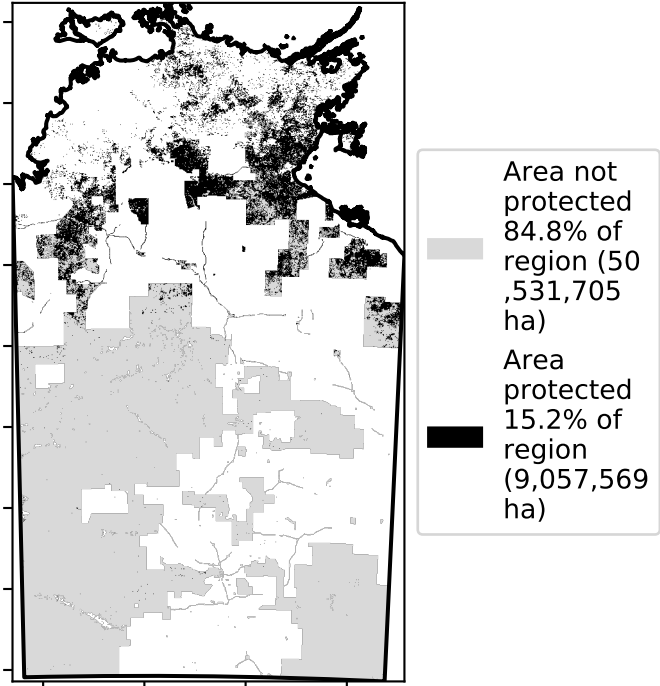 Area not
protected
84.8% of
region (50
,531,705
ha)
Area
protected
15.2% of
region
(9,057,569
ha)